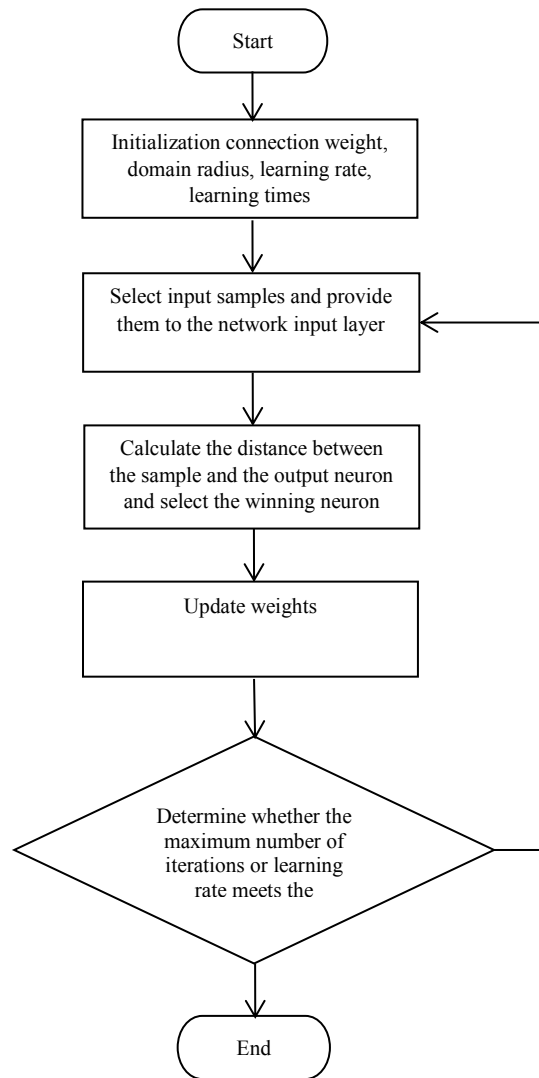 Start
Initialization connection weight,
domain radius, learning rate,
learning times
Select input samples and provide
them to the network input layer
Calculate the distance between
the sample and the output neuron
and select the winning neuron
Update weights
Determine whether the
maximum number of
iterations or learning
rate meets the
End